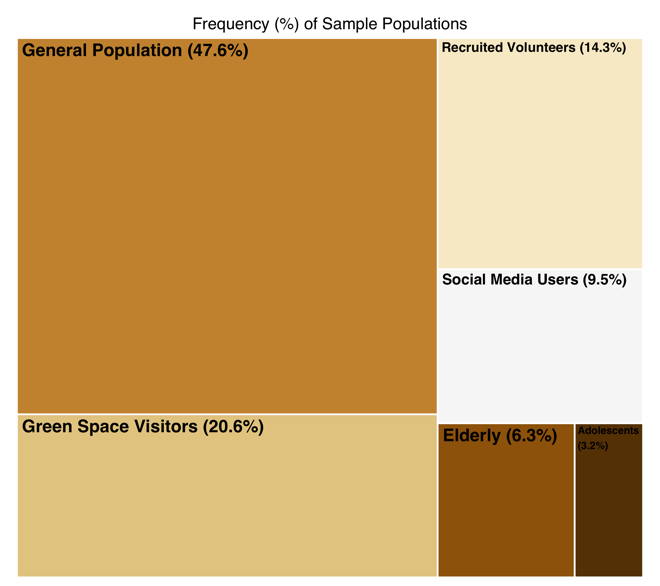 Frequency (%) of Sample Populations
General Population (47.6%)
Recruited Volunteers (14.3%)
Social Media Users (9.5%)
Green Space Visitors (20.6%)
Elderly (6.3%)
Adolescents
(3.2%)